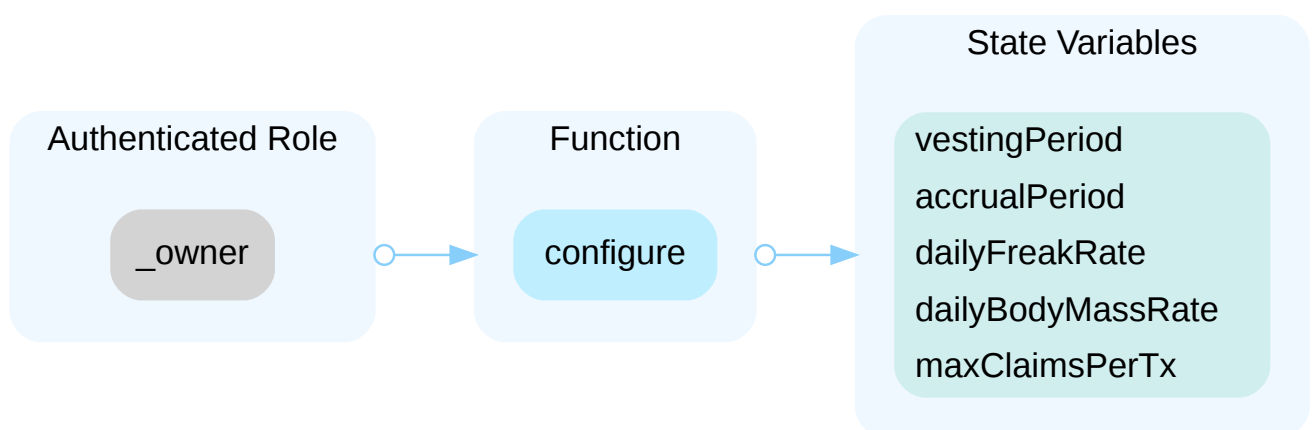 Authenticated Role
_owner
Function
configure
State Variables
vestingPeriod
accrualPeriod
dailyFreakRate
dailyBodyMassRate
maxClaimsPerTx